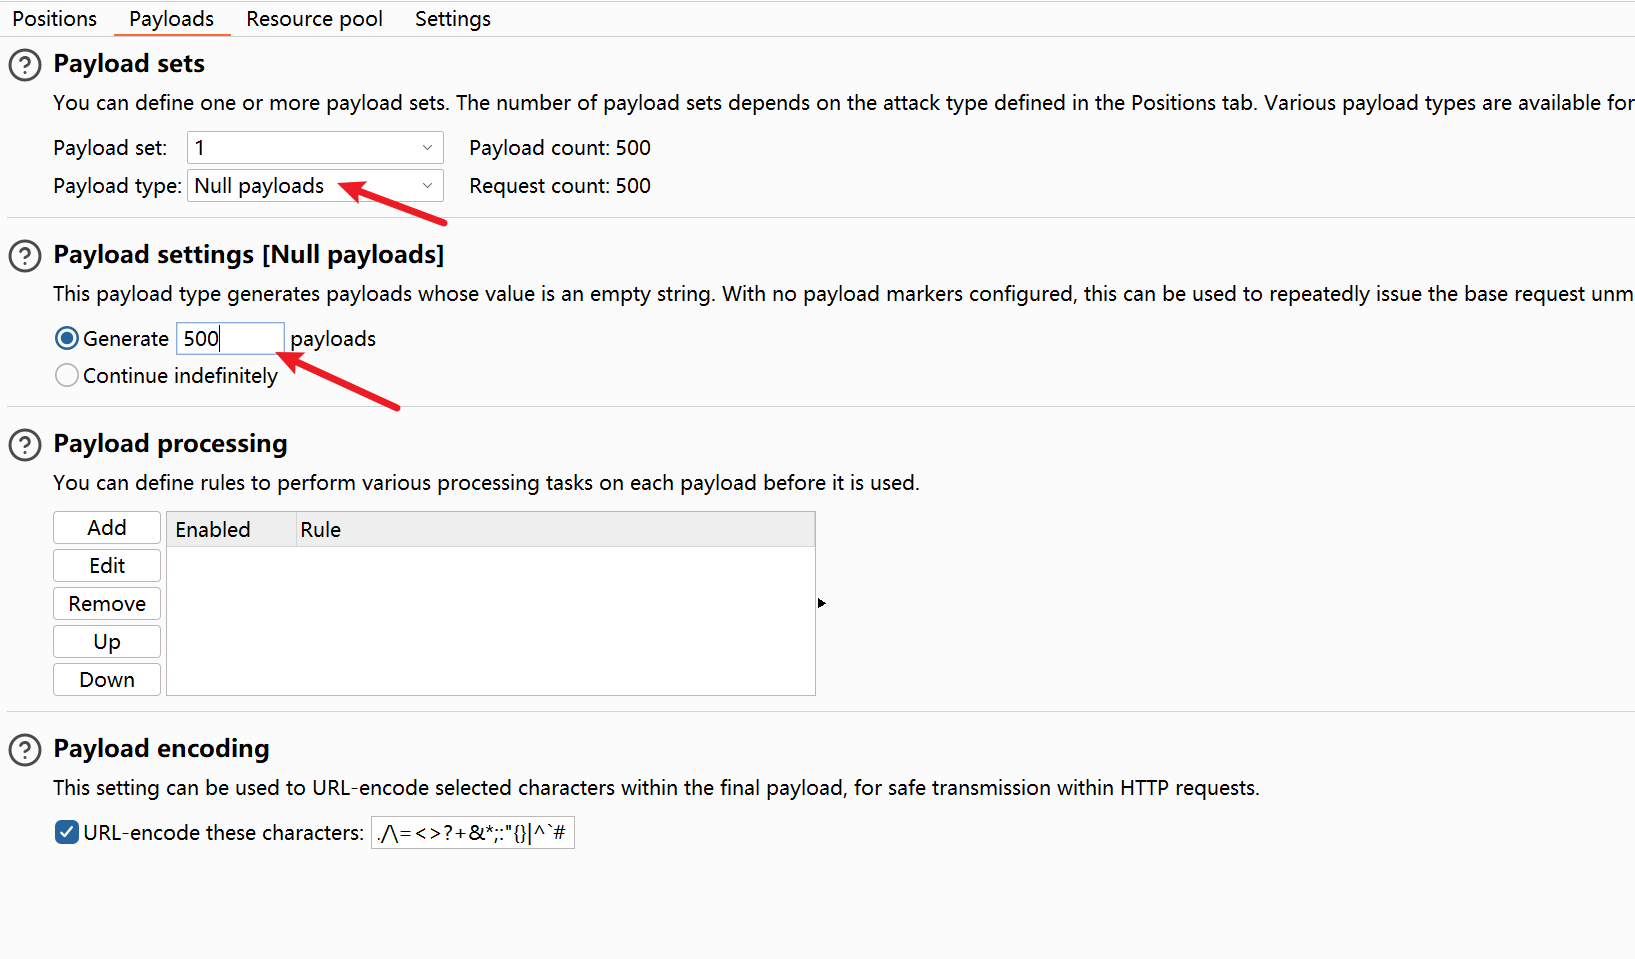 Positions Payloads Resource pool Settings
Payload sets
You can define one or more payload sets. The number of payload sets depends on the attack type defined in the Positions tab. Various payload types are available for
Payload set: 1 Payload count: 500
Payload type: Null payloads Request count: 500
Payload settings [Null payloads]
This payload type generates payloads whose value is an empty string. With no payload markers configured, this can be used to repeatedly issue the base request unm
Generate 500 payloads
Continue indefinitely
Payload processing
You can define rules to perform various processing tasks on each payload before it is used.
Add Enabled Rule
Edit
Remove
Up
Down
Payload encoding
This setting can be used to URL-encode selected characters within the final payload, for safe transmission within HTTP requests.
URL-encode these characters: ./\=<>?+&*;:"{}|^`#